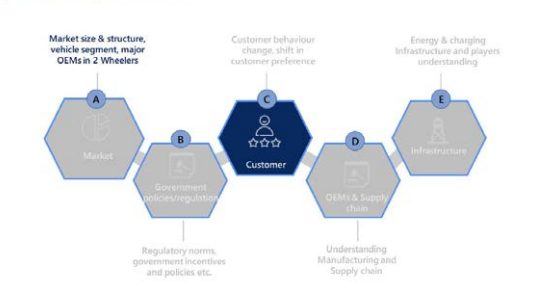 Market size & structure,
vehicle segment, major
OEMs in 2 Wheelers
Customer behaviour
change, shift in
customer preference
Energy & charging
Infrastructure and players
understanding
A
C
E
B
D
Market
Customer
Infrastructure
Government
policies/regulation
OEMs & Supply
chain
Regulatory norms,
government incentives
and policies etc.
Understanding
Manufacturing and
Supply chain